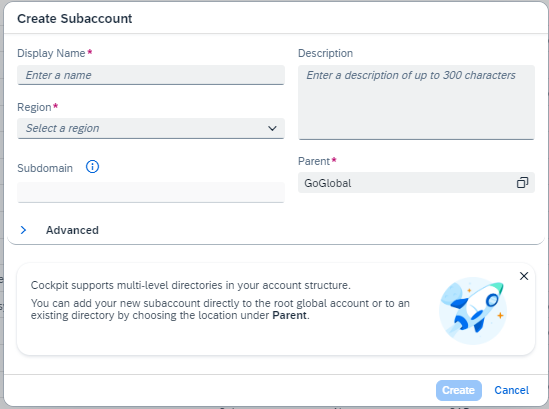 Create Subaccount
Display Name*
Enter a name
Description
Enter a description of up to 300 characters
Region*
Select a region
Subdomain
Parent*
GoGlobal
Advanced
Cockpit supports multi-level directories in your account structure.
You can add your new subaccount directly to the root global account or to an
existing directory by choosing the location under Parent.
Create
Cancel